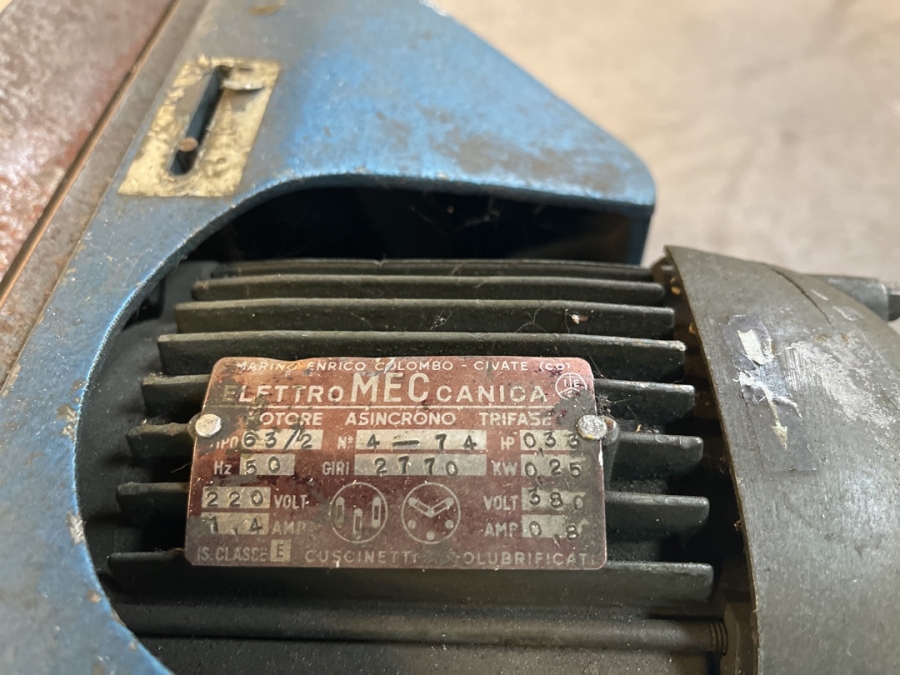 MARINO ENRICO COLOMBO - CIVATE (CO)
ELETTROMECCANICA
MOTORE ASINCRONO TRIFASE
TIPO 63/2 N° 4-74 HP 0,33
Hz 50 GIRI 2770 KW 0,25
220 VOLT VOLT 380
1.4 AMP AMP 0,8
IS. CLASSE E CUSCINETTI AUTOLUBRIFICATI